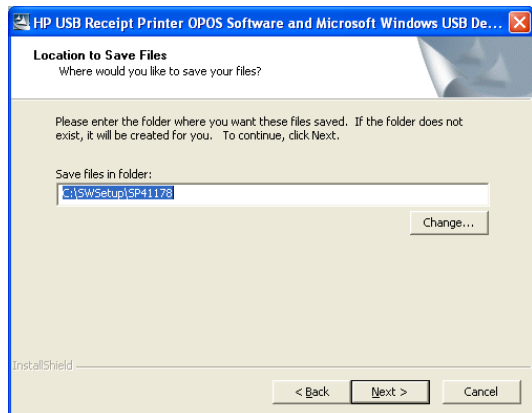 HP USB Receipt Printer OPOS Software and Microsoft Windows USB De...
Location to Save Files
Where would you like to save your files?
Please enter the folder where you want these files saved. If the folder does not
exist, it will be created for you. To continue, click Next.
Save files in folder:
C:\SWSetup\SP41178
Change...
InstallShield
< Back
Next >
Cancel